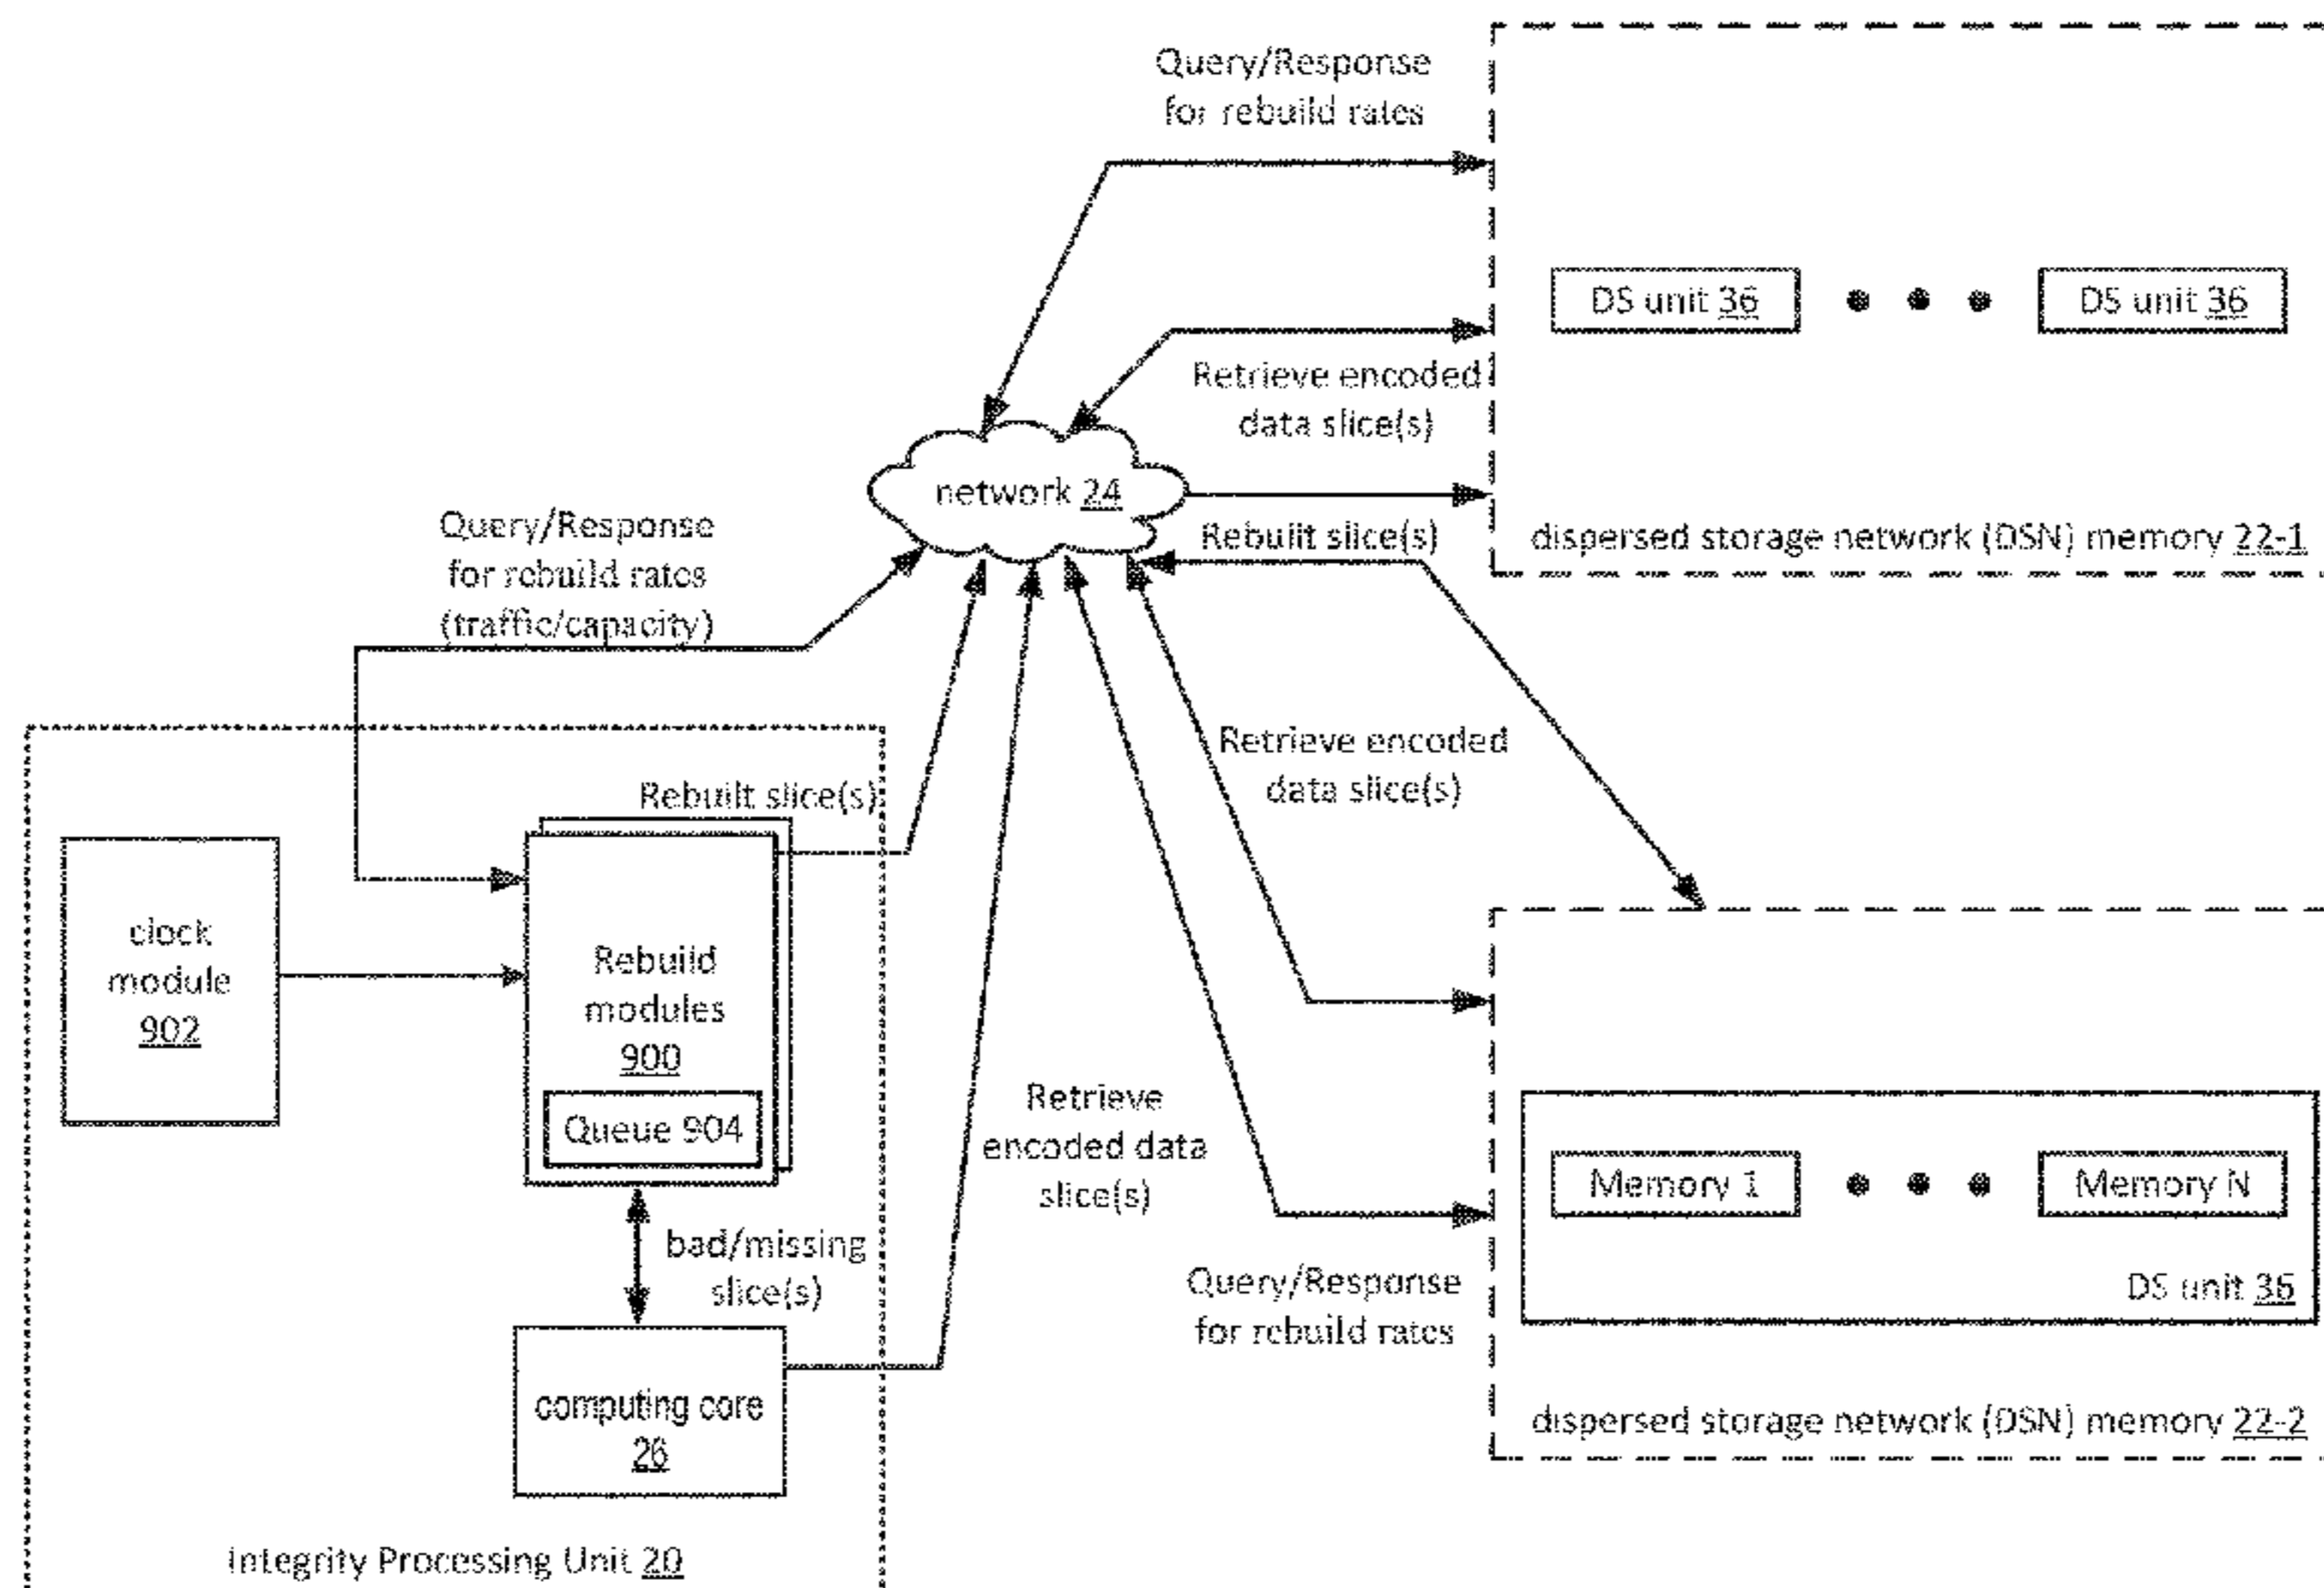 Query/Response
for rebuild rates
DS unit 36
DS unit 36
Retrieve encoded
data slice(s)
network 24
Rebuilt slice(s)
dispersed storage network (DSN) memory 22-1
Query/Response
for rebuild rates
(traffic/capacity)
Retrieve encoded
data slice(s)
Rebuilt slice(s)
clock
module
902
Rebuild
modules
900
Queue 904
Retrieve
encoded data
slice(s)
Memory 1
Memory N
bad/missing
slice(s)
Query/Response
for rebuild rates
DS unit 36
computing core
26
dispersed storage network (DSN) memory 22-2
Integrity Processing Unit 20